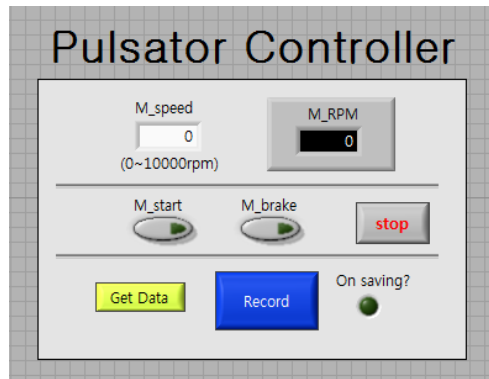 Pulsator Controller
M_speed
0
(0~10000rpm)
M_RPM
0
M_start
M_brake
stop
Get Data
Record
On saving?